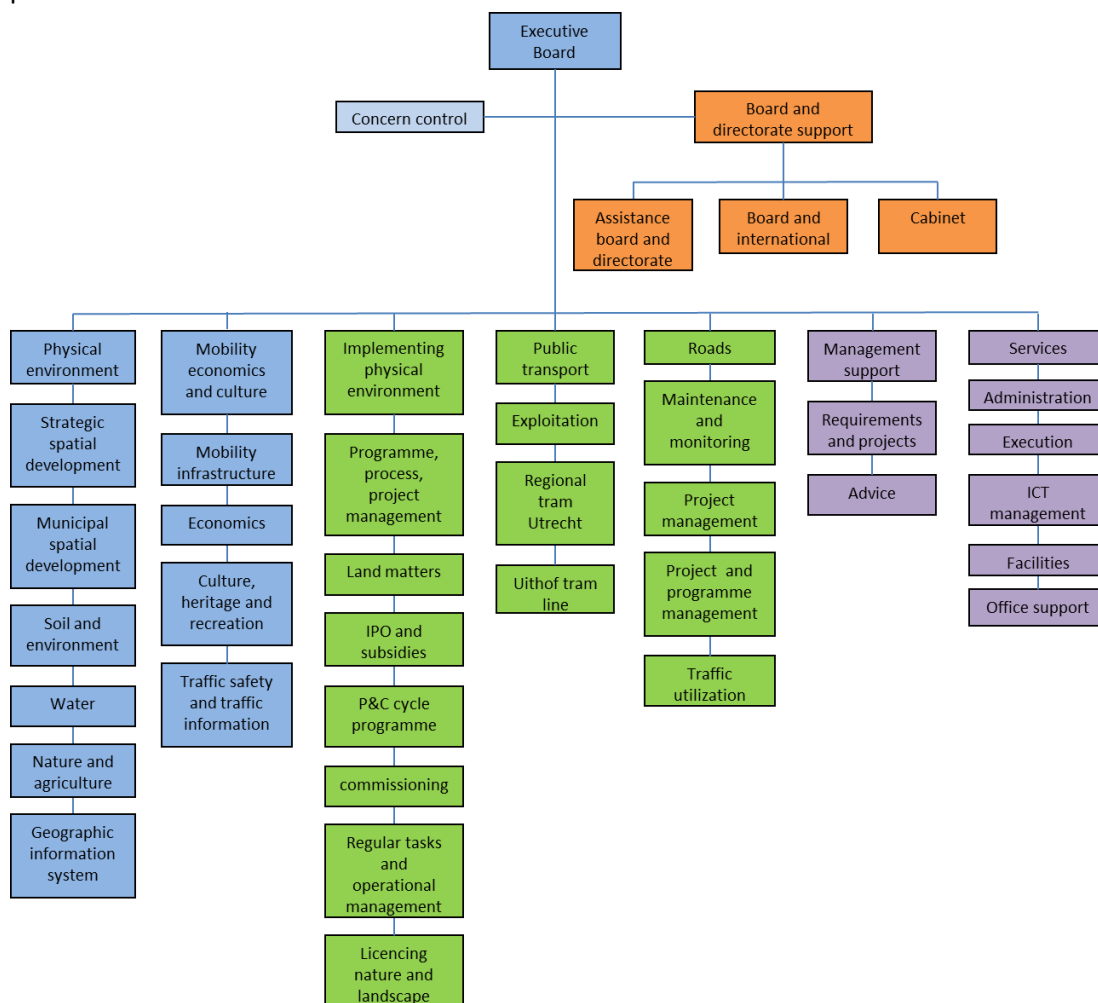 Executive
Board
Concern control
Board and
directorate support
Assistance
board and
directorate
Board and
international
Cabinet
Physical
environment
Strategic
spatial
development
Municipal
spatial
development
Soil and
environment
Water
Nature and
agriculture
Geographic
information
system
Mobility
economics
and culture
Mobility
infrastructure
Economics
Culture,
heritage and
recreation
Traffic safety
and traffic
information
Implementing
physical
environment
Programme,
process,
project
management
Land matters
IPO and
subsidies
P&C cycle
programme
commissioning
Regular tasks
and
operational
management
Licencing
nature and
landscape
Public
transport
Exploitation
Regional
tram
Utrecht
Uithof tram
line
Roads
Maintenance
and
monitoring
Project
management
Project and
programme
management
Traffic
utilization
Management
support
Requirements
and projects
Advice
Services
Administration
Execution
ICT
management
Facilities
Office support